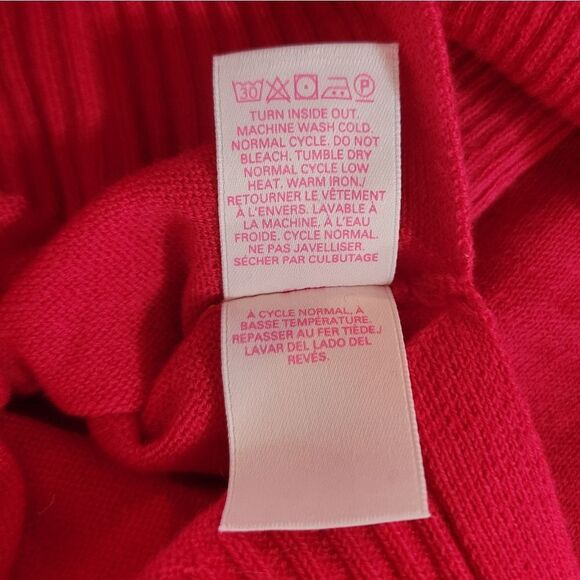 30 P
TURN INSIDE OUT.
MACHINE WASH COLD.
NORMAL CYCLE. DO NOT
BLEACH. TUMBLE DRY
NORMAL CYCLE LOW
HEAT. WARM IRON./
RETOURNER LE VÊTEMENT
À L'ENVERS. LAVABLE À
LA MACHINE, À L'EAU
FROIDE. CYCLE NORMAL.
NE PAS JAVELLISER.
SÉCHER PAR CULBUTAGE
À CYCLE NORMAL, À
BASSE TEMPÉRATURE.
REPASSER AU FER TIÈDE./
LAVAR DEL LADO DEL
REVÉS.